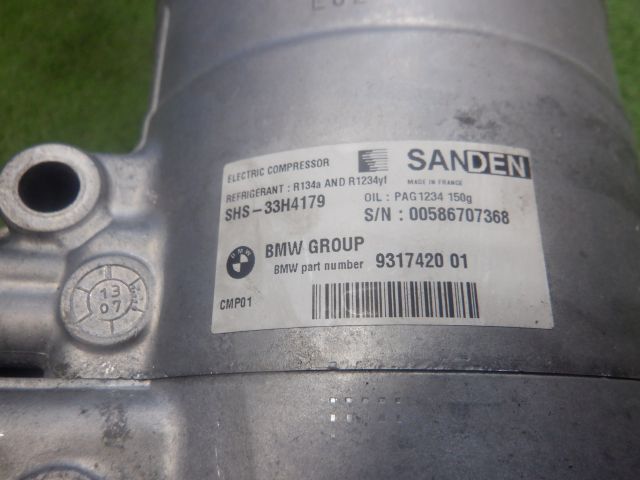 ELECTRIC COMPRESSOR
SANDEN
REFRIGERANT : R134a AND R1234yf
MADE IN FRANCE
SHS-33H4179
OIL : PAG1234 150g
S/N : 00586707368
BMW
BMW GROUP
BMW part number 9317420 01
CMP01
13
07